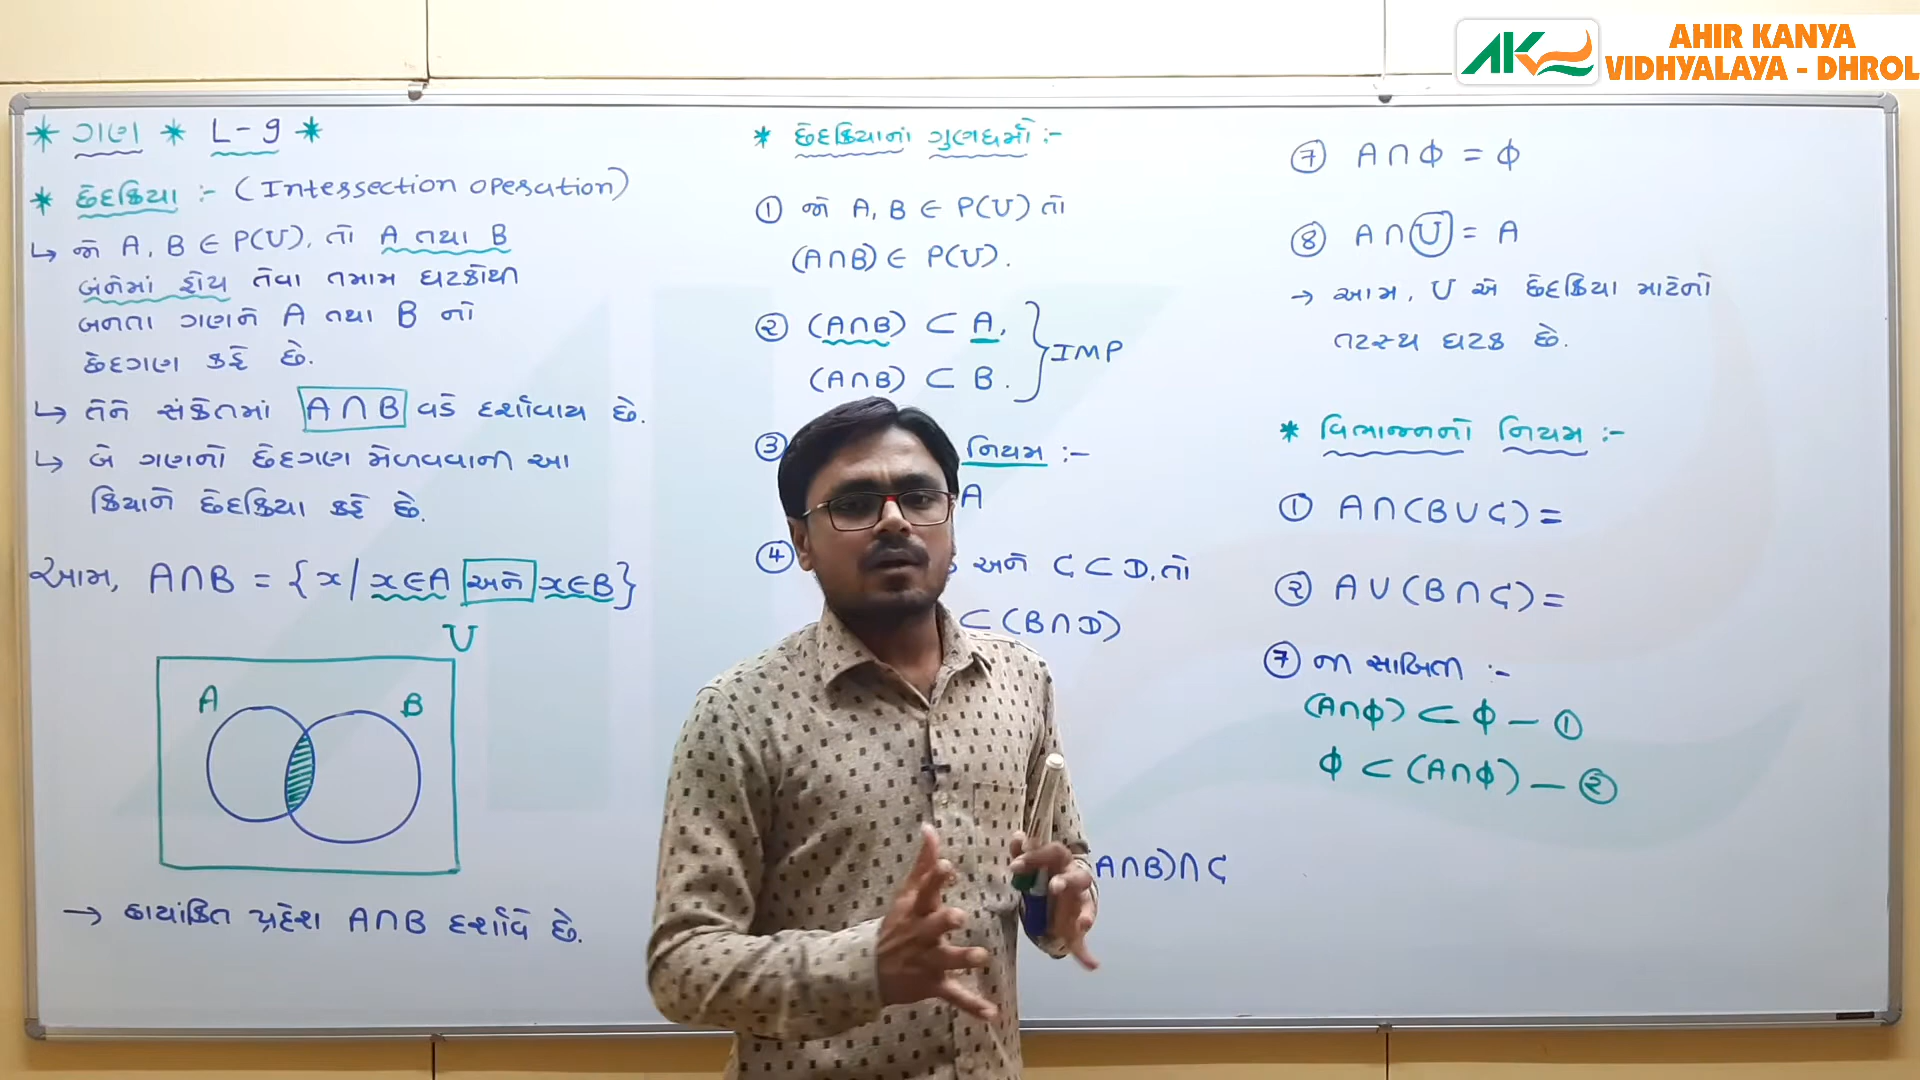 AHIR KANYA
VIDHYALAYA - DHROL
* ગણ * L-9 *
* છેદક્રિયા :- (Intersection operation)
↳ જો A, B ∈ P(U), તો A તથા B
બંનેમાં હોય તેવા તમામ ઘટકોથી
બનતા ગણને A તથા B નો
છેદગણ કહે છે.
↳ તેને સંકેતમાં A∩B વડે દર્શાવાય છે.
↳ બે ગણનો છેદગણ મેળવવાની આ
ક્રિયાને છેદક્રિયા કહે છે.
આમ, A∩B = {x/ x∈A અને x∈B}
U
A B
→ છાયાંકિત પ્રદેશ A∩B દર્શાવે છે.
* છેદક્રિયાનાં ગુણધર્મો :-
① જો A, B ∈ P(U) તો
(A∩B) ∈ P(U).
② (A∩B) ⊂ A,
(A∩B) ⊂ B. } IMP
③ નિયમ :-
A
④ અને C⊂D, તો
⊂ (B∩D)
A∩B)∩C
⑦ A∩Φ = Φ
⑧ A∩U = A
→ આમ, U એ છેદક્રિયા માટેનો
તટસ્થ ઘટક છે.
* વિભાજનનો નિયમ :-
① A∩(B∪C) =
② A∪(B∩C) =
⑦ ના સાબિતી :-
(A∩Φ) ⊂ Φ — ①
Φ ⊂ (A∩Φ) — ②